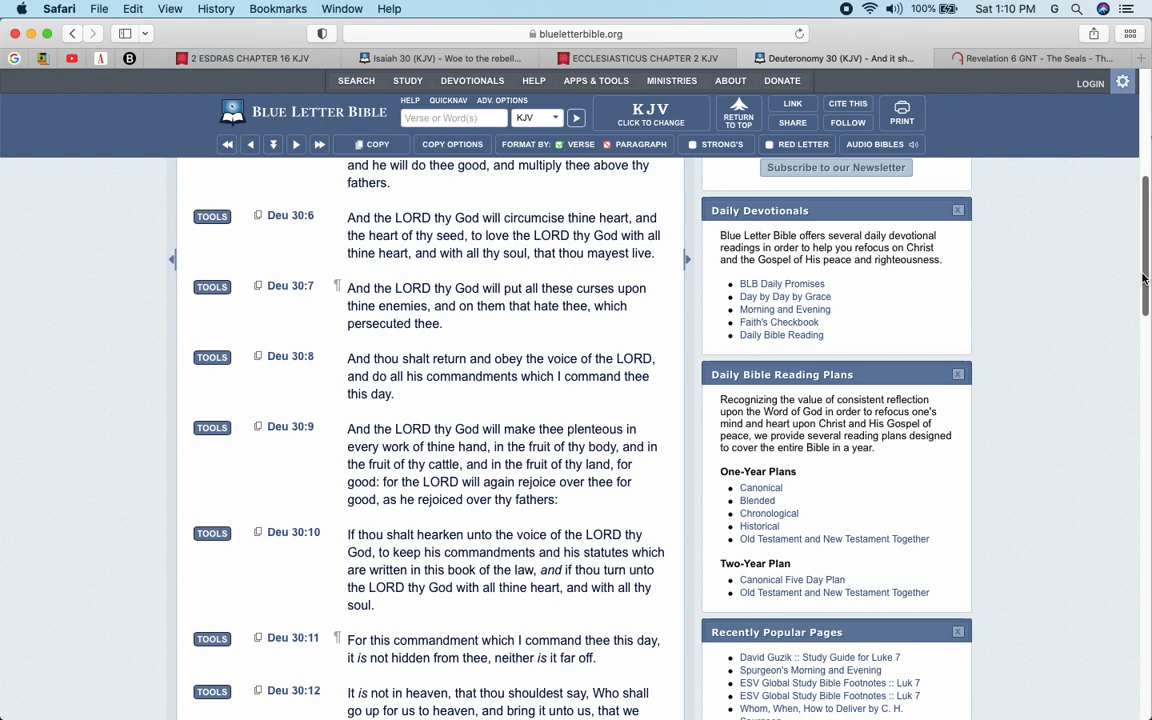 Safari File Edit View History Bookmarks Window Help 100% Sat 1:10 PM G
blueletterbible.org
2 ESDRAS CHAPTER 16 KJV Isaiah 30 (KJV) - Woe to the rebell... ECCLESIASTICUS CHAPTER 2 KJV Deuteronomy 30 (KJV) - And it sh... Revelation 6 GNT - The Seals - Th...
SEARCH STUDY DEVOTIONALS HELP APPS & TOOLS MINISTRIES ABOUT DONATE LOGIN
BLUE LETTER BIBLE
HELP QUICKNAV ADV. OPTIONS
Verse or Word(s) KJV
KJV
CLICK TO CHANGE
RETURN
TO TOP
LINK CITE THIS
SHARE FOLLOW
PRINT
COPY COPY OPTIONS FORMAT BY: VERSE PARAGRAPH STRONG'S RED LETTER AUDIO BIBLES
and he will do thee good, and multiply thee above thy
fathers.
TOOLS Deu 30:6 And the LORD thy God will circumcise thine heart, and
the heart of thy seed, to love the LORD thy God with all
thine heart, and with all thy soul, that thou mayest live.
TOOLS Deu 30:7 ¶ And the LORD thy God will put all these curses upon
thine enemies, and on them that hate thee, which
persecuted thee.
TOOLS Deu 30:8 And thou shalt return and obey the voice of the LORD,
and do all his commandments which I command thee
this day.
TOOLS Deu 30:9 And the LORD thy God will make thee plenteous in
every work of thine hand, in the fruit of thy body, and in
the fruit of thy cattle, and in the fruit of thy land, for
good: for the LORD will again rejoice over thee for
good, as he rejoiced over thy fathers:
TOOLS Deu 30:10 If thou shalt hearken unto the voice of the LORD thy
God, to keep his commandments and his statutes which
are written in this book of the law, and if thou turn unto
the LORD thy God with all thine heart, and with all thy
soul.
TOOLS Deu 30:11 ¶ For this commandment which I command thee this day,
it is not hidden from thee, neither is it far off.
TOOLS Deu 30:12 It is not in heaven, that thou shouldest say, Who shall
go up for us to heaven, and bring it unto us, that we
Subscribe to our Newsletter
Daily Devotionals
Blue Letter Bible offers several daily devotional
readings in order to help you refocus on Christ
and the Gospel of His peace and righteousness.
BLB Daily Promises
Day by Day by Grace
Morning and Evening
Faith's Checkbook
Daily Bible Reading
Daily Bible Reading Plans
Recognizing the value of consistent reflection
upon the Word of God in order to refocus one's
mind and heart upon Christ and His Gospel of
peace, we provide several reading plans designed
to cover the entire Bible in a year.
One-Year Plans
Canonical
Blended
Chronological
Historical
Old Testament and New Testament Together
Two-Year Plan
Canonical Five Day Plan
Old Testament and New Testament Together
Recently Popular Pages
David Guzik :: Study Guide for Luke 7
Spurgeon's Morning and Evening
ESV Global Study Bible Footnotes :: Luk 7
ESV Global Study Bible Footnotes :: Luk 7
Whom, When, How to Deliver by C. H.